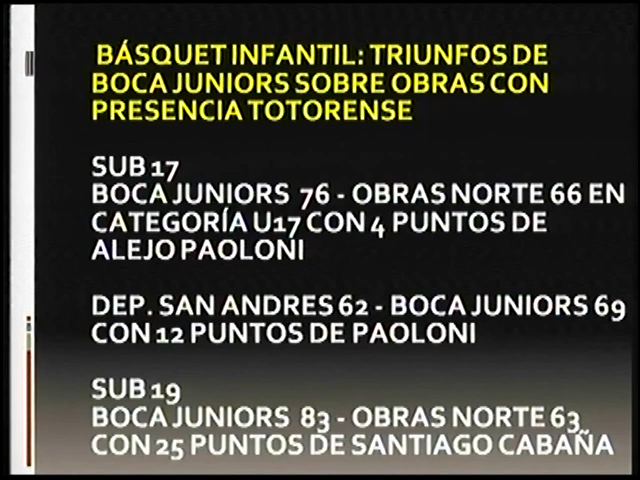 BÁSQUET INFANTIL: TRIUNFOS DE
BOCA JUNIORS SOBRE OBRAS CON
PRESENCIA TOTORENSE
SUB 17
BOCA JUNIORS 76 - OBRAS NORTE 66 EN
CATEGORÍA U17 CON 4 PUNTOS DE
ALEJO PAOLONI
DEP. SAN ANDRES 62 - BOCA JUNIORS 69
CON 12 PUNTOS DE PAOLONI
SUB 19
BOCA JUNIORS 83 - OBRAS NORTE 63
CON 25 PUNTOS DE SANTIAGO CABAÑA